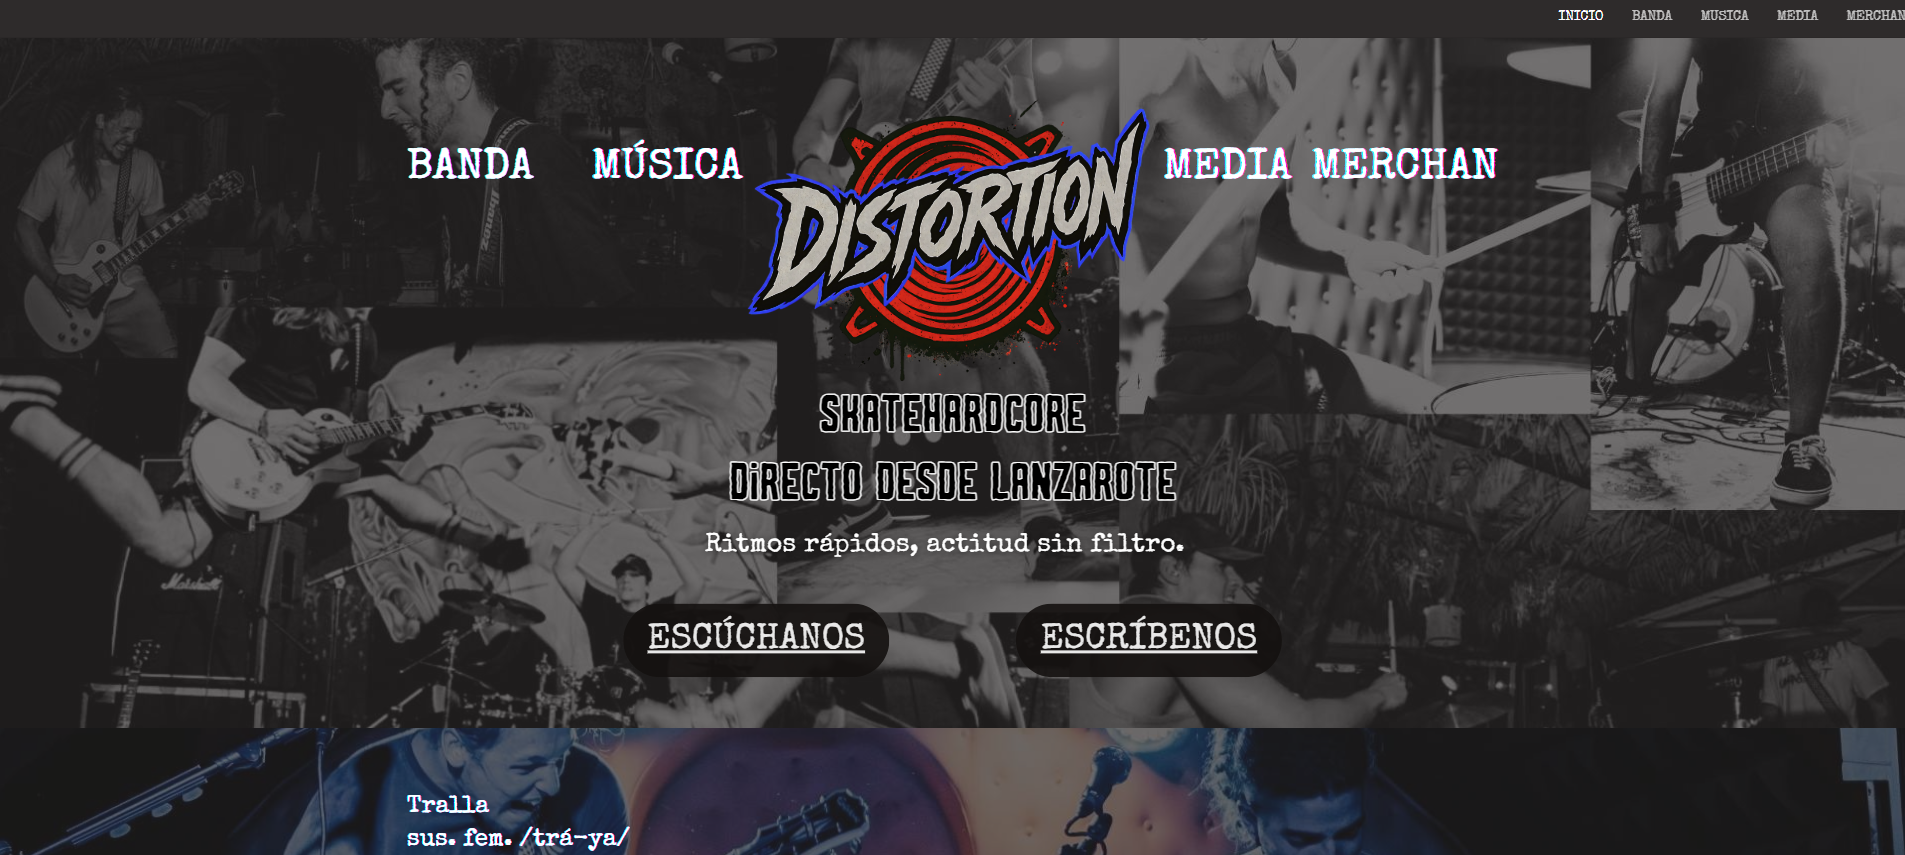 INICIO BANDA MUSICA MEDIA MERCHAN
BANDA MÚSICA MEDIA MERCHAN
DISTORTION
SKATEHARDCORE
DiRECTO DESDE LANZAROTE
Ritmos rápidos, actitud sin filtro.
ESCÚCHANOS ESCRÍBENOS
Marshall
Tralla
sus. fem. /trá-ya/